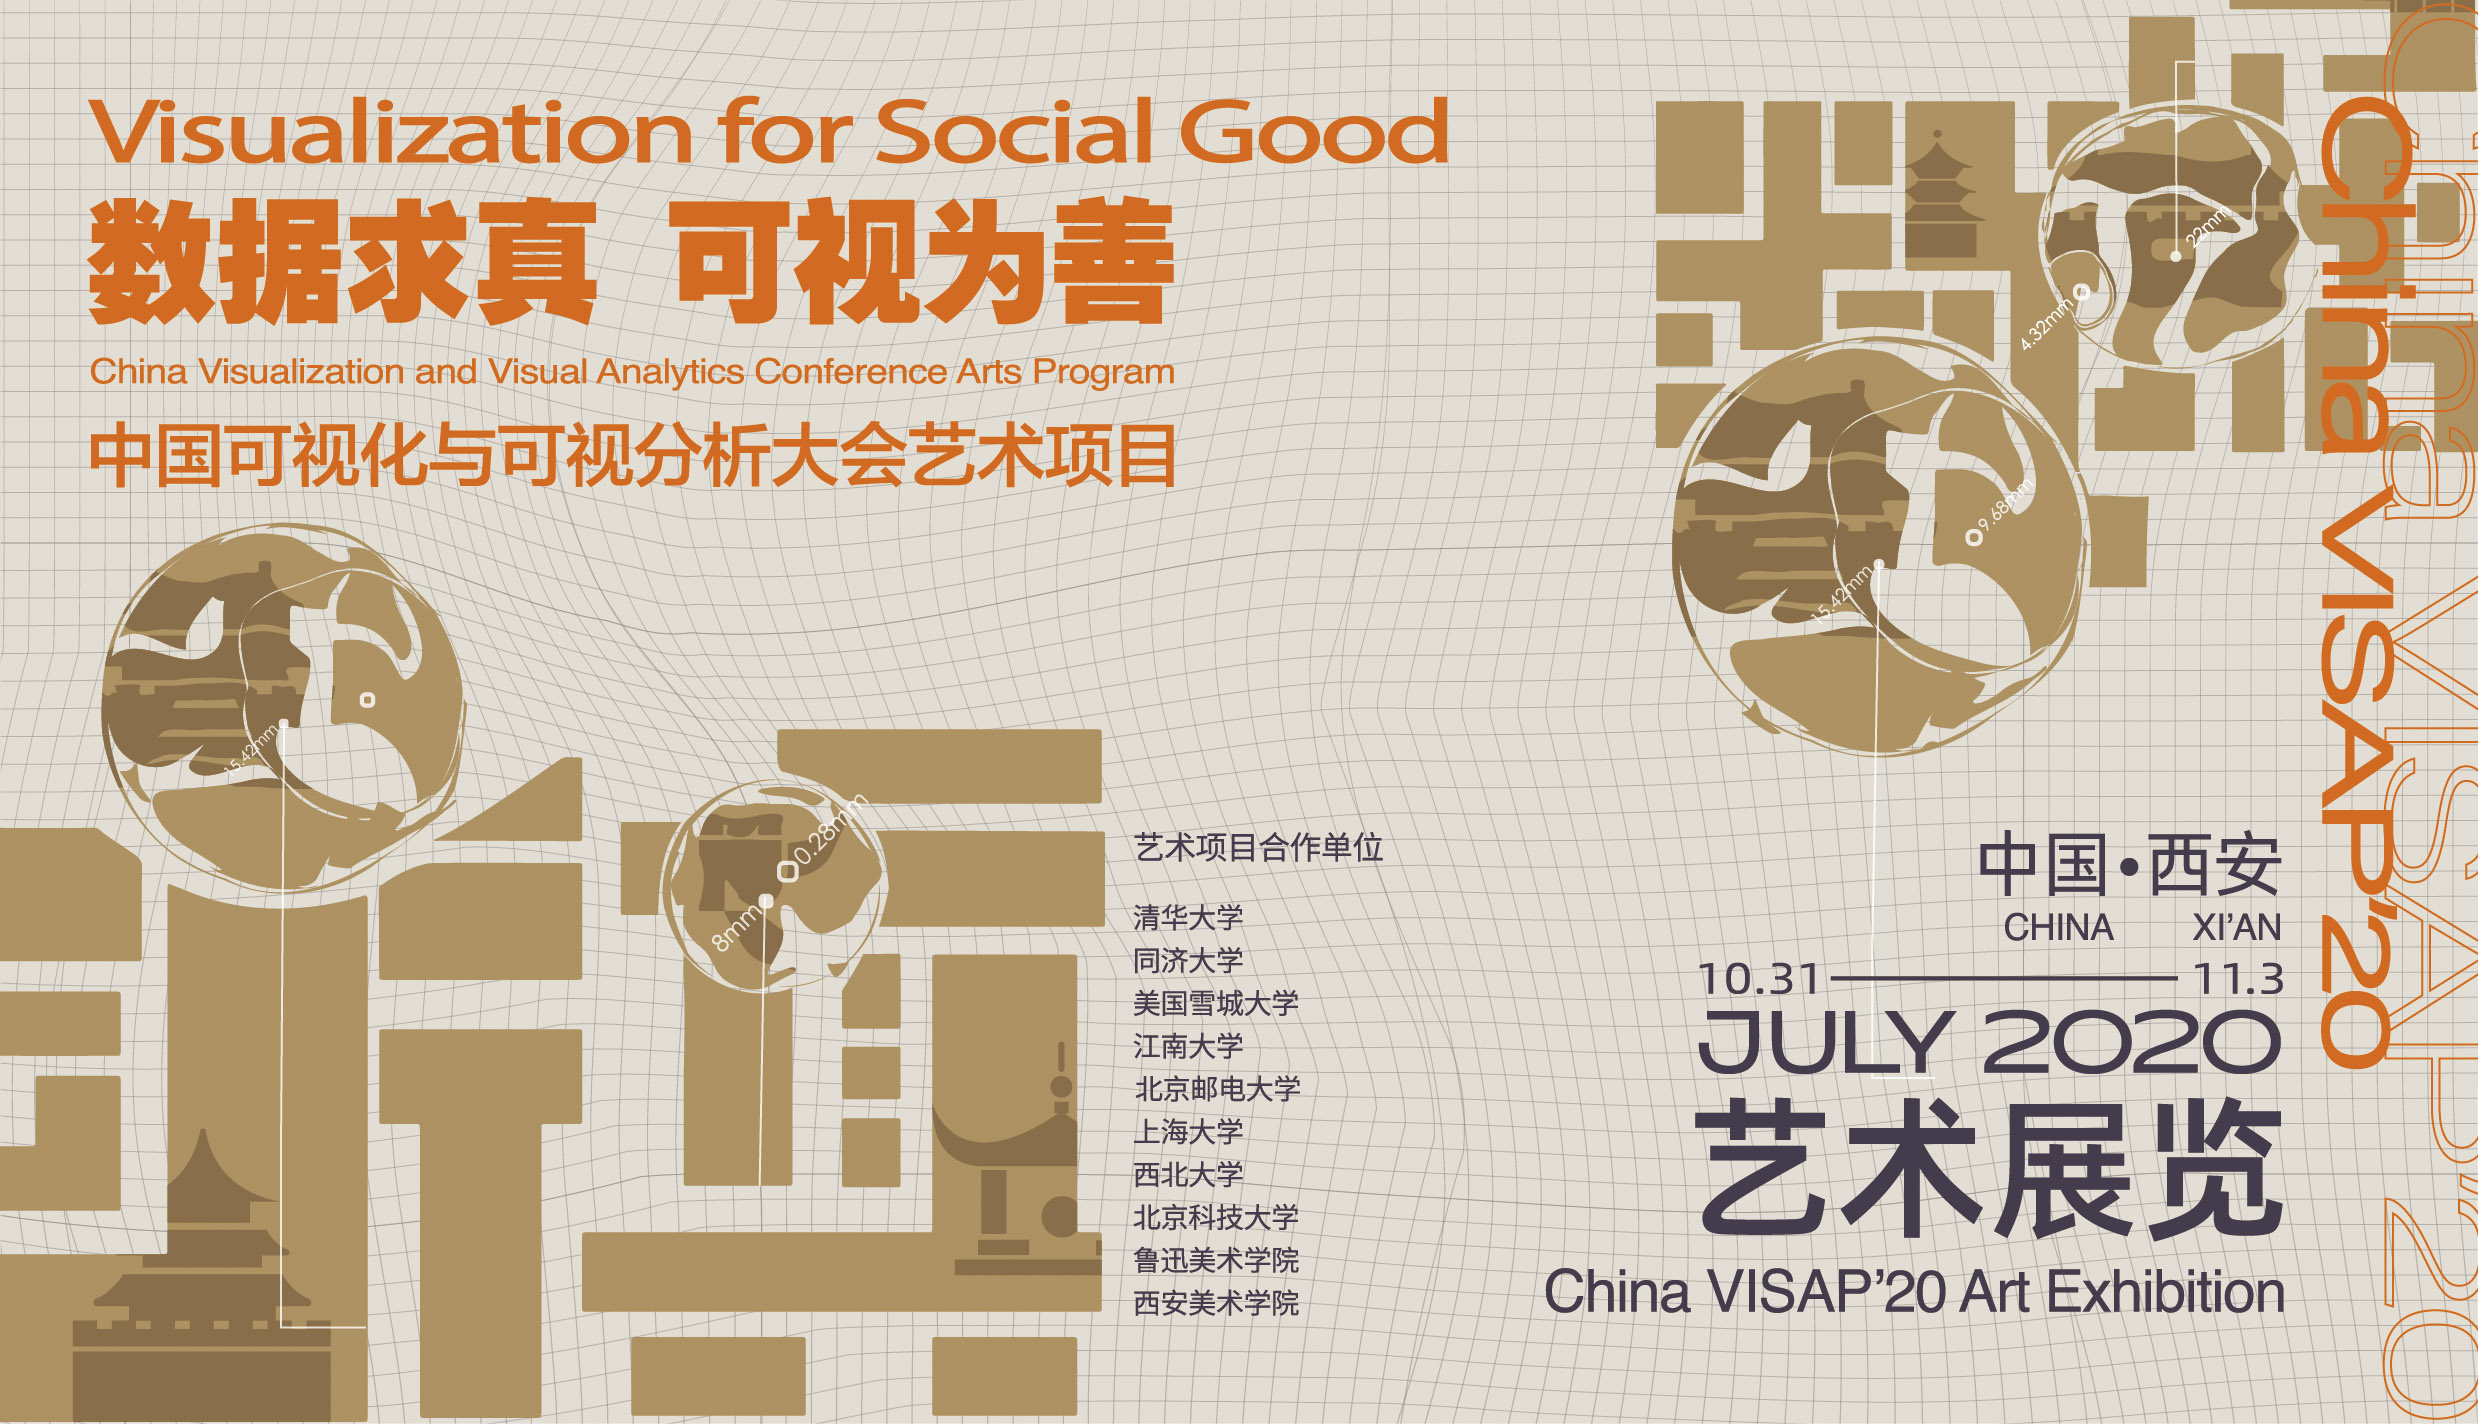 Visualization for Social Good
数据求真 可视为善
China Visualization and Visual Analytics Conference Arts Program
中国可视化与可视分析大会艺术项目
15.42mm
0.28mm
8mm
艺术项目合作单位
清华大学
同济大学
美国雪城大学
江南大学
北京邮电大学
上海大学
西北大学
北京科技大学
鲁迅美术学院
西安美术学院
22mm
4.32mm
9.68mm
15.42mm
中国·西安
CHINA XI'AN
10.31 11.3
JULY 2020
艺术展览
China VISAP'20 Art Exhibition
China VISAP'20
China VISAP'20